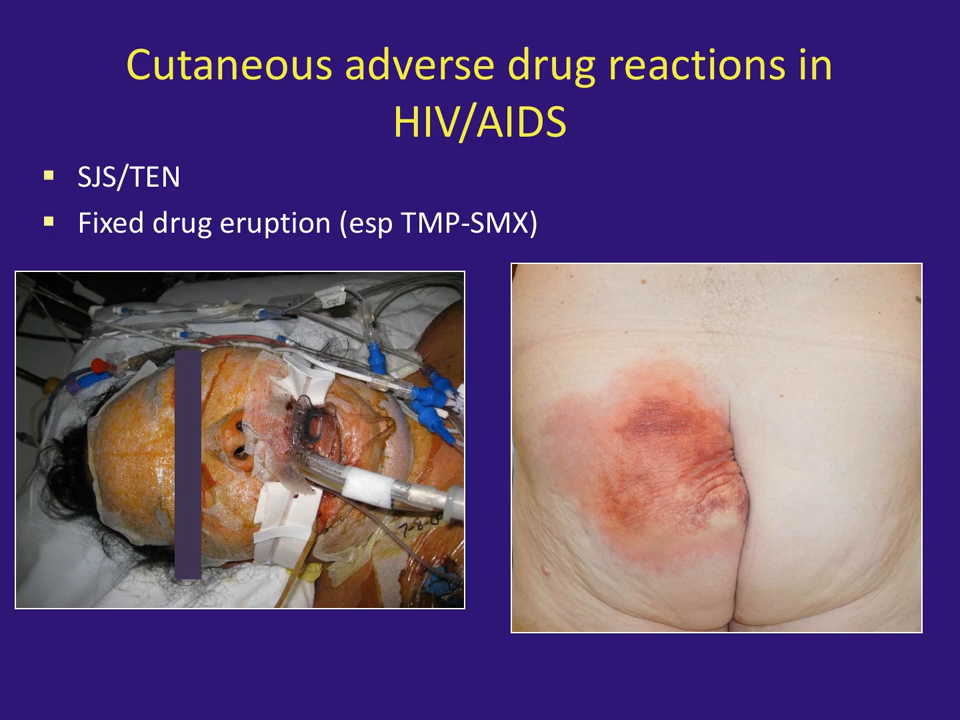 Cutaneous adverse drug reactions in
HIV/AIDS
SJS/TEN
Fixed drug eruption (esp TMP-SMX)